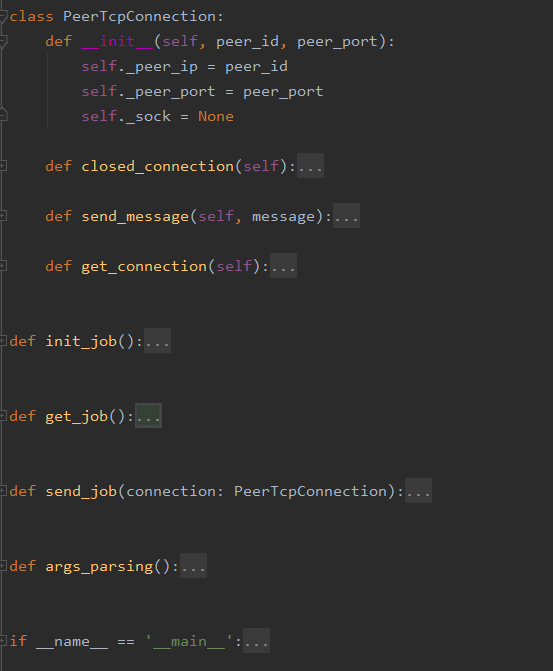 class PeerTcpConnection:
    def __init__(self, peer_id, peer_port):
        self._peer_ip = peer_id
        self._peer_port = peer_port
        self._sock = None
    def closed_connection(self):...
    def send_message(self, message):...
    def get_connection(self):...
def init_job():...
def get_job():...
def send_job(connection: PeerTcpConnection):...
def args_parsing():...
if __name__ == '__main__':...